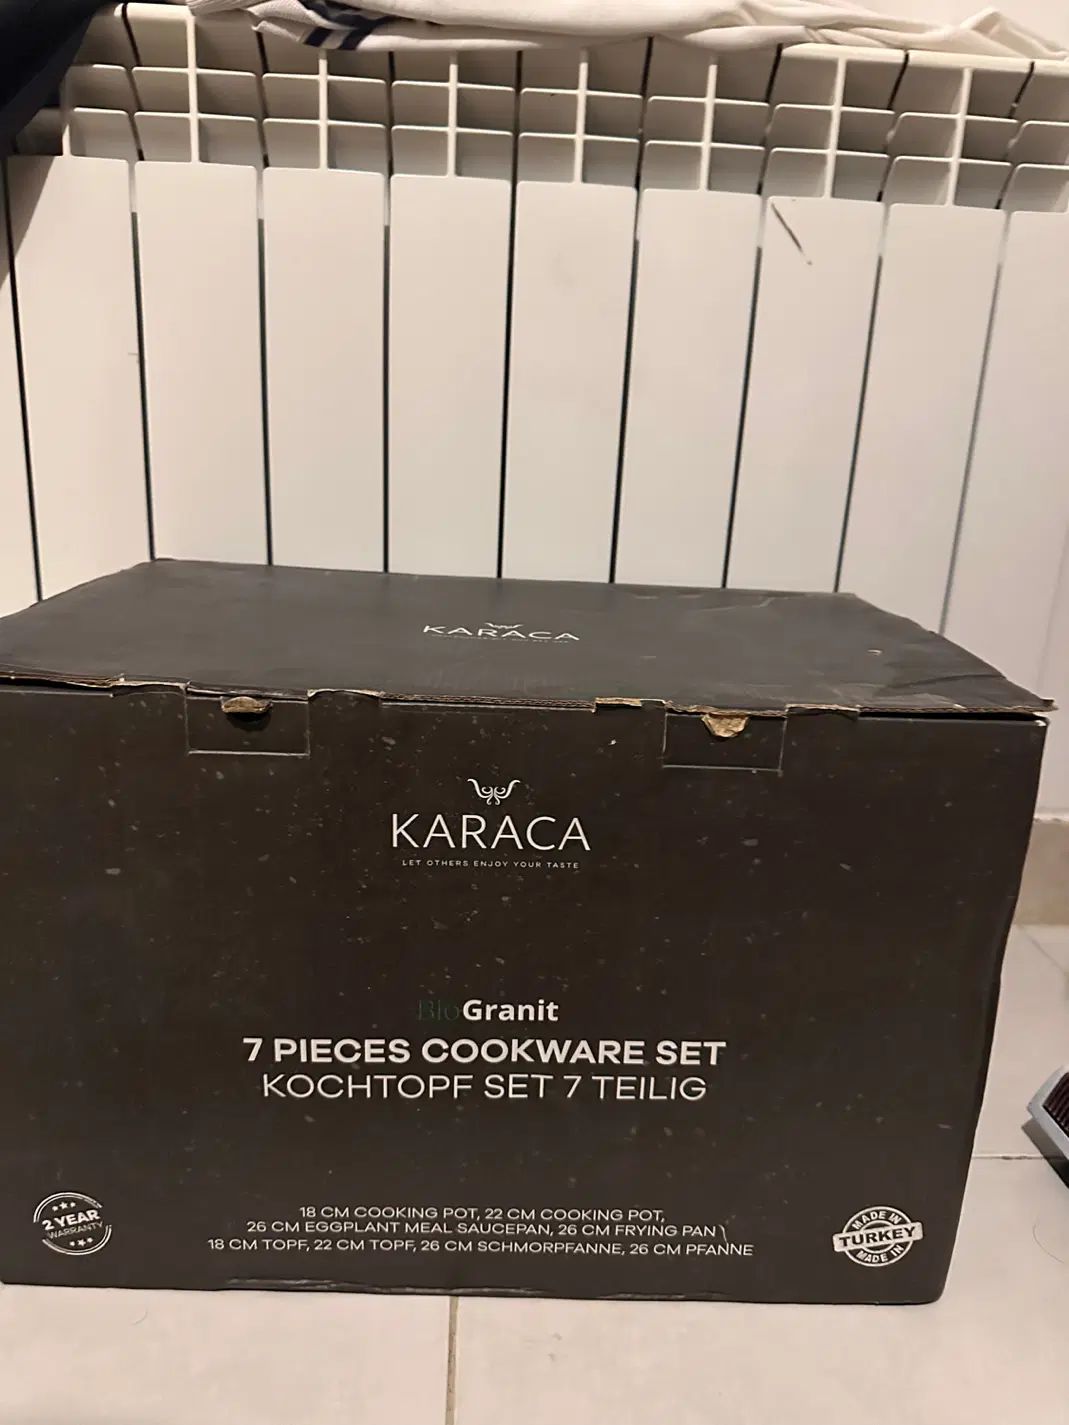 KARACA
KARACA
LET OTHERS ENJOY YOUR TASTE
BioGranit
7 PIECES COOKWARE SET
KOCHTOPF SET 7 TEILIG
18 CM COOKING POT, 22 CM COOKING POT,
26 CM EGGPLANT MEAL SAUCEPAN, 26 CM FRYING PAN \
18 CM TOPF, 22 CM TOPF, 26 CM SCHMORPFANNE, 26 CM PFANNE
2 YEAR
WARRANTY
MADE IN
TURKEY
MADE IN